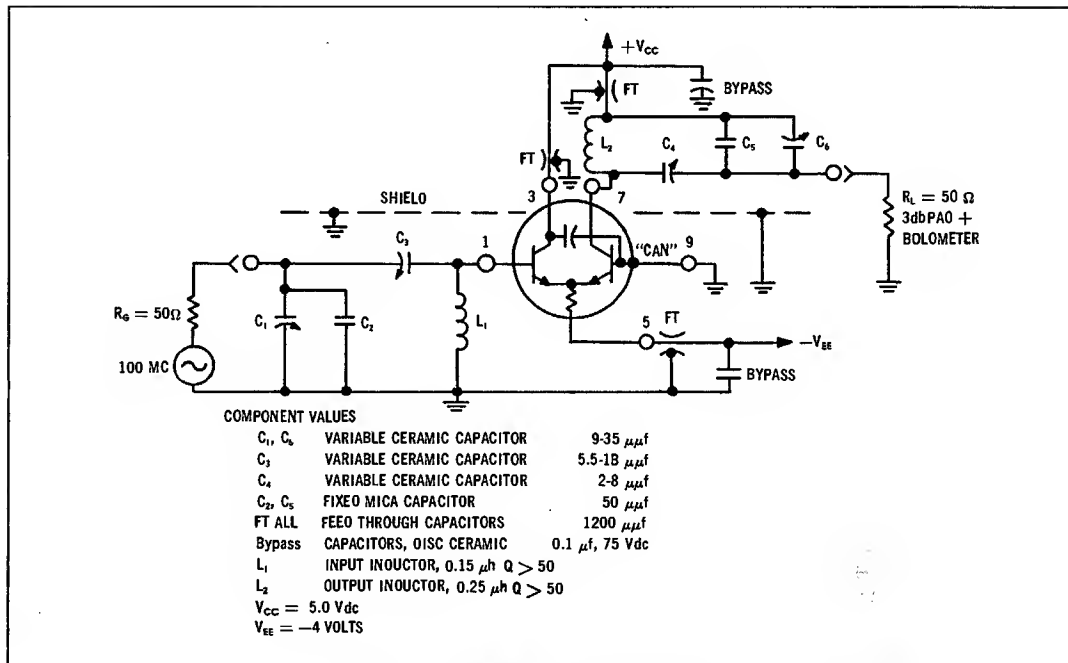 +VCC
FT
BYPASS
L2
C4
C5
C6
FT
3
7
SHIELO
RL = 50 Ω
3dbPAO +
BOLOMETER
C3
1
"CAN"
9
RG = 50Ω
C1
C2
L1
5
FT
–VEE
100 MC
BYPASS
COMPONENT VALUES
C1, C6 VARIABLE CERAMIC CAPACITOR 9-35 μμf
C3 VARIABLE CERAMIC CAPACITOR 5.5-1B μμf
C4 VARIABLE CERAMIC CAPACITOR 2-8 μμf
C2, C5 FIXEO MICA CAPACITOR 50 μμf
FT ALL FEEO THROUGH CAPACITORS 1200 μμf
Bypass CAPACITORS, OISC CERAMIC 0.1 μf, 75 Vdc
L1 INPUT INOUCTOR, 0.15 μh Q > 50
L2 OUTPUT INOUCTOR, 0.25 μh Q > 50
VCC = 5.0 Vdc
VEE = –4 VOLTS